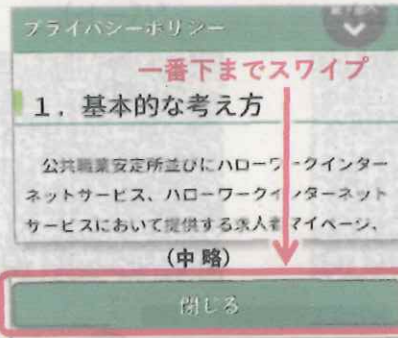 プライバシーポリシー
一番下までスワイプ
1．基本的な考え方
公共職業安定所並びにハローワークインター
ネットサービス、ハローワークインターネット
サービスにおいて提供する求人者マイページ、
(中略)
閉じる